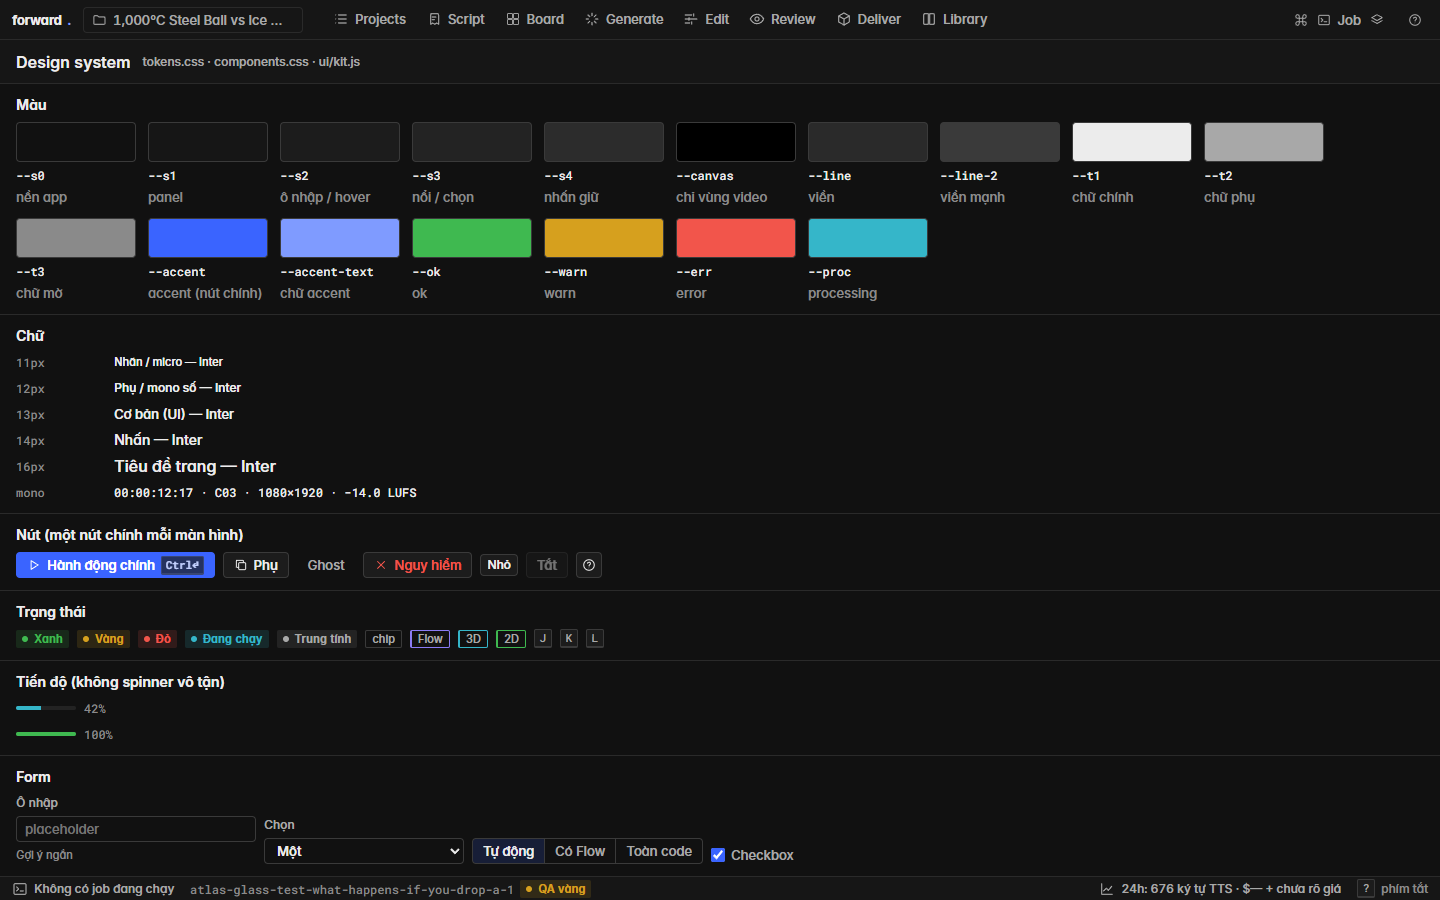 forward .
1,000°C Steel Ball vs Ice ...
Projects
Script
Board
Generate
Edit
Review
Deliver
Library
Job
Design system tokens.css · components.css · ui/kit.js
Màu
--s0 --s1 --s2 --s3 --s4 --canvas --line --line-2 --t1 --t2
nền app panel ô nhập / hover nổi / chọn nhấn giữ chỉ vùng video viền viền mạnh chữ chính chữ phụ
--t3 --accent --accent-text --ok --warn --err --proc
chữ mờ accent (nút chính) chữ accent ok warn error processing
Chữ
11px Nhãn / micro — Inter
12px Phụ / mono số — Inter
13px Cơ bản (UI) — Inter
14px Nhấn — Inter
16px Tiêu đề trang — Inter
mono 00:00:12:17 · C03 · 1080×1920 · -14.0 LUFS
Nút (một nút chính mỗi màn hình)
Hành động chính Ctrl↵ Phụ Ghost Nguy hiểm Nhỏ Tắt
Trạng thái
Xanh Vàng Đỏ Đang chạy Trung tính chip Flow 3D 2D J K L
Tiến độ (không spinner vô tận)
42%
100%
Form
Ô nhập
placeholder
Gợi ý ngắn
Chọn
Một
Tự động Có Flow Toàn code
Checkbox
Không có job đang chạy atlas-glass-test-what-happens-if-you-drop-a-1 QA vàng 24h: 676 ký tự TTS · $— + chưa rõ giá ? phím tắt